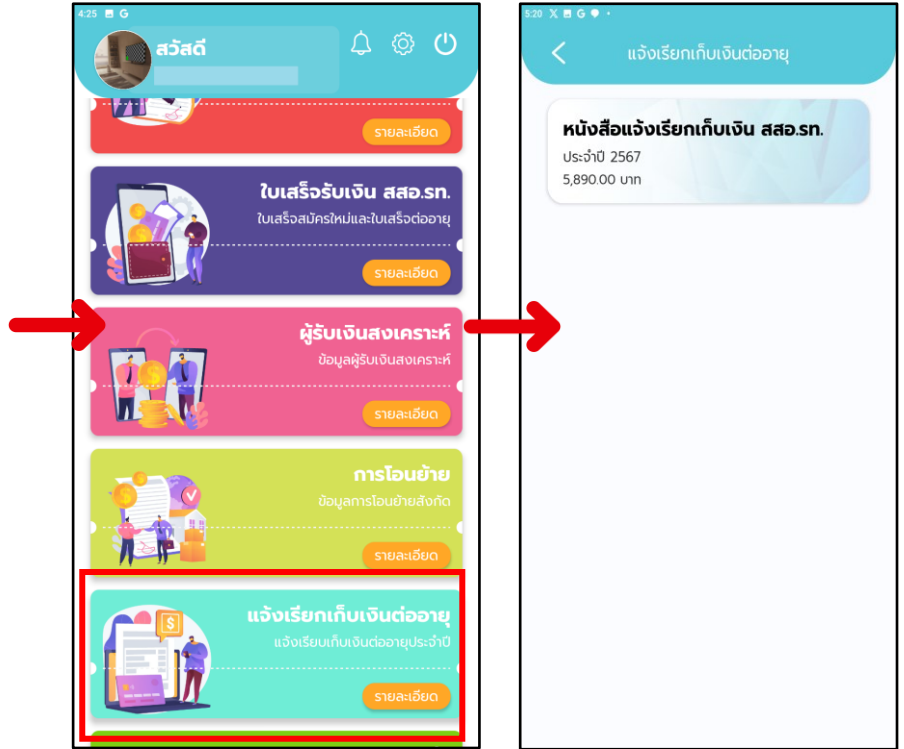 4:25
สวัสดี
รายละเอียด
ใบเสร็จรับเงิน สสอ.รท.
ใบเสร็จสมัครใหม่และใบเสร็จต่ออายุ
รายละเอียด
ผู้รับเงินสงเคราะห์
ข้อมูลผู้รับเงินสงเคราะห์
รายละเอียด
การโอนย้าย
ข้อมูลการโอนย้ายสังกัด
รายละเอียด
แจ้งเรียกเก็บเงินต่ออายุ
แจ้งเรียบเก็บเงินต่ออายุประจำปี
รายละเอียด
5:20
แจ้งเรียกเก็บเงินต่ออายุ
หนังสือแจ้งเรียกเก็บเงิน สสอ.รท.
ประจำปี 2567
5,890.00 บาท